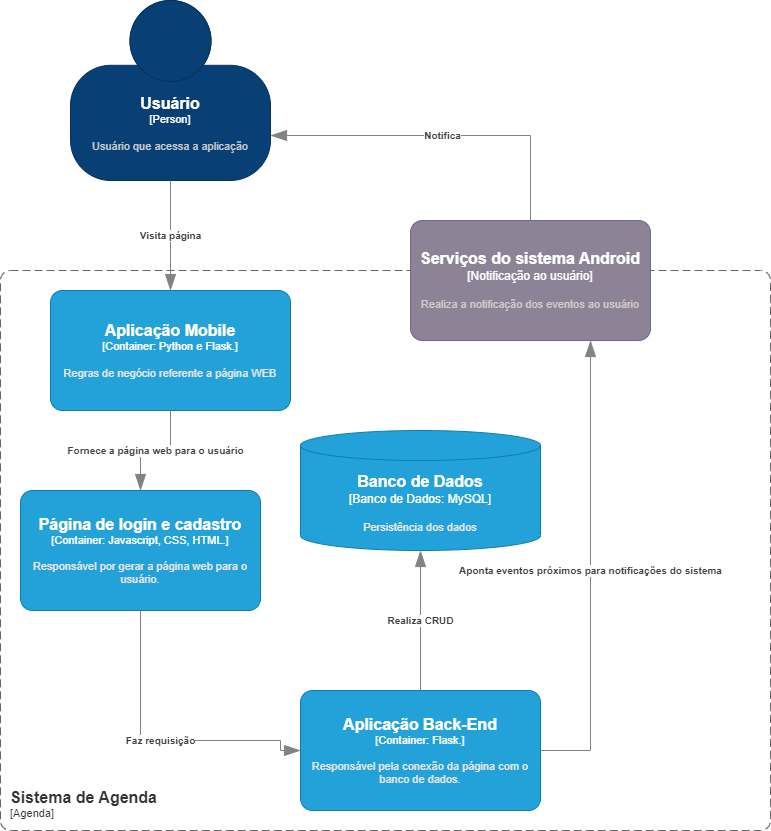 Usuário
[Person]
Usuário que acessa a aplicação
Notifica
Visita página
Serviços do sistema Android
[Notificação ao usuário]
Realiza a notificação dos eventos ao usuário
Aplicação Mobile
[Container: Python e Flask.]
Regras de negócio referente a página WEB
Fornece a página web para o usuário
Banco de Dados
[Banco de Dados: MySQL]
Persistência dos dados
Página de login e cadastro
[Container: Javascript, CSS, HTML.]
Responsável por gerar a página web para o
usuário.
Aponta eventos próximos para notificações do sistema
Realiza CRUD
Faz requisição
Aplicação Back-End
[Container: Flask.]
Responsável pela conexão da página com o
banco de dados.
Sistema de Agenda
[Agenda]